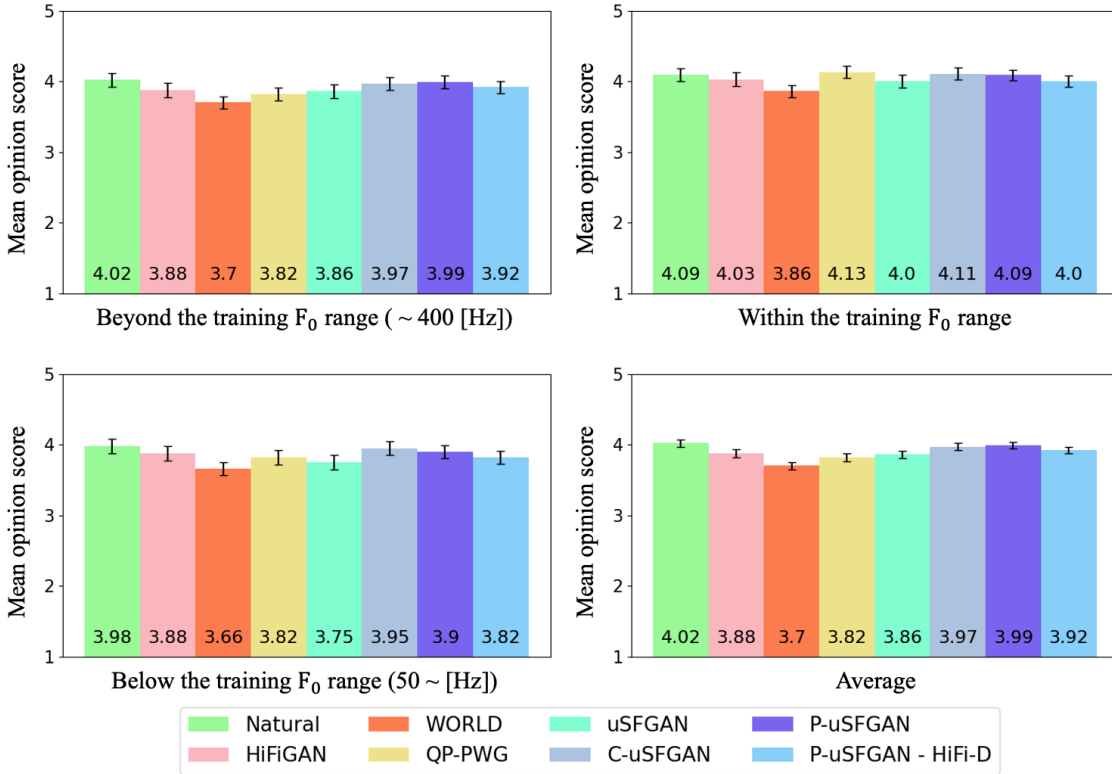 5
4
3
2
1
Mean opinion score
4.02 3.88 3.7 3.82 3.86 3.97 3.99 3.92
Beyond the training F₀ range ( ~ 400 [Hz])
5
4
3
2
1
Mean opinion score
4.09 4.03 3.86 4.13 4.0 4.11 4.09 4.0
Within the training F₀ range
5
4
3
2
1
Mean opinion score
3.98 3.88 3.66 3.82 3.75 3.95 3.9 3.82
Below the training F₀ range (50 ~ [Hz])
5
4
3
2
1
Mean opinion score
4.02 3.88 3.7 3.82 3.86 3.97 3.99 3.92
Average
Natural WORLD uSFGAN P-uSFGAN
HiFiGAN QP-PWG C-uSFGAN P-uSFGAN - HiFi-D